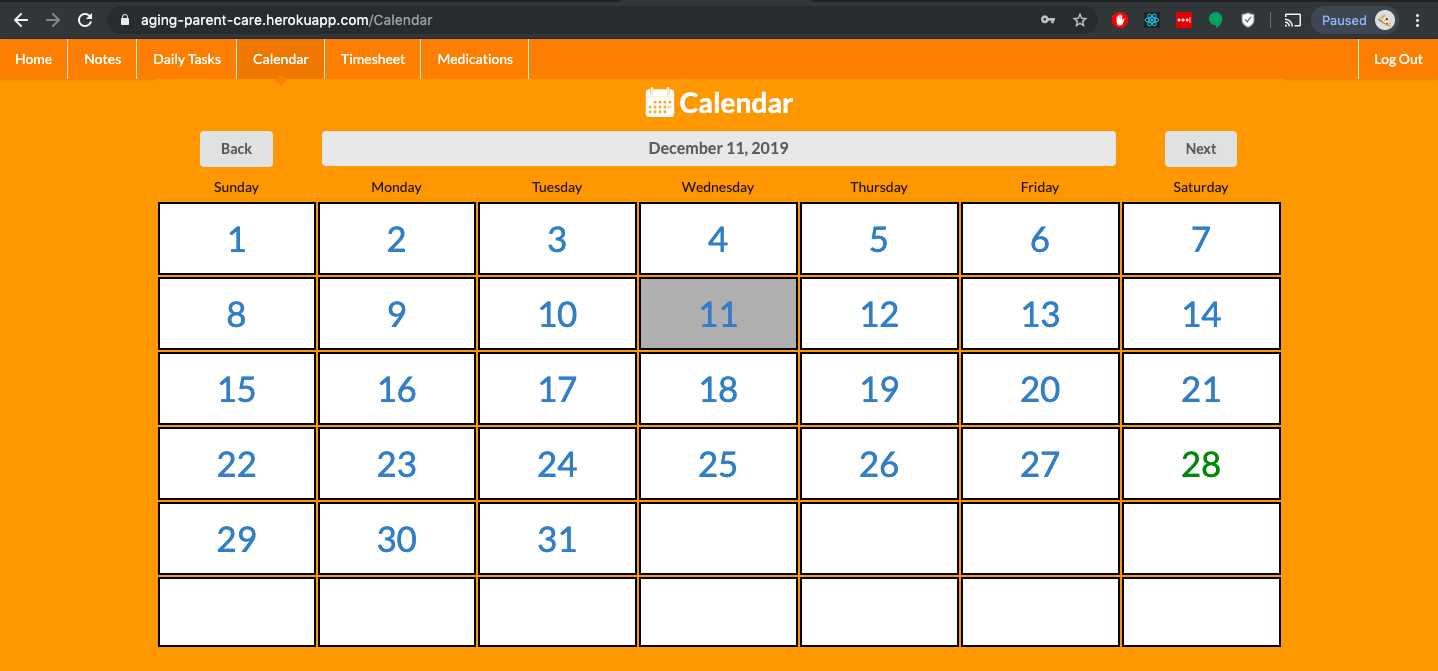 aging-parent-care.herokuapp.com/Calendar Paused
Home Notes Daily Tasks Calendar Timesheet Medications Log Out
Calendar
Back December 11, 2019 Next
Sunday Monday Tuesday Wednesday Thursday Friday Saturday
1 2 3 4 5 6 7
8 9 10 11 12 13 14
15 16 17 18 19 20 21
22 23 24 25 26 27 28
29 30 31